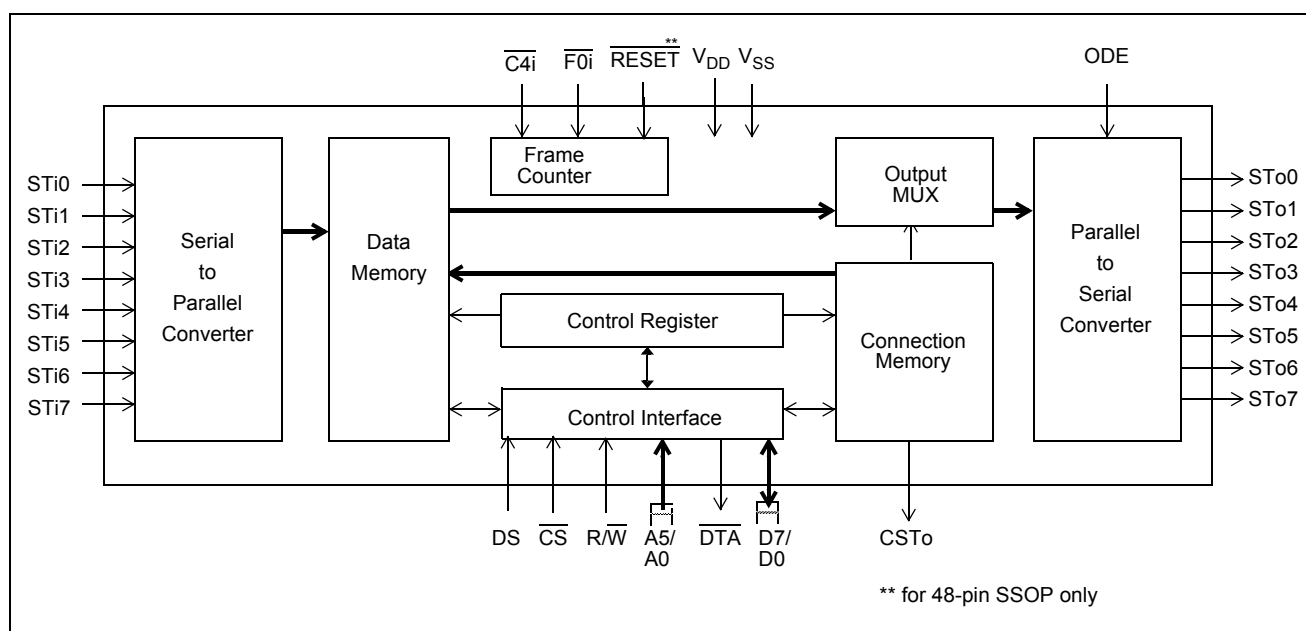 **
C4i F0i RESET VDD VSS ODE
STi0
STi1
STi2
STi3
STi4
STi5
STi6
STi7
Serial
to
Parallel
Converter
Data
Memory
Frame
Counter
Control Register
Control Interface
Output
MUX
Connection
Memory
Parallel
to
Serial
Converter
STo0
STo1
STo2
STo3
STo4
STo5
STo6
STo7
DS CS R/W A5/ DTA D7/ CSTo
A0 D0
** for 48-pin SSOP only